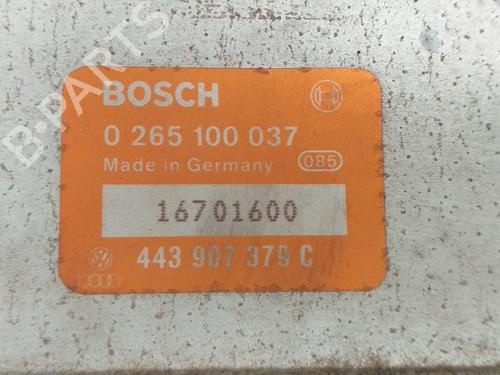 BOSCH
0 265 100 037
Made in Germany 085
16701600
443 907 379 C
B-PARTS